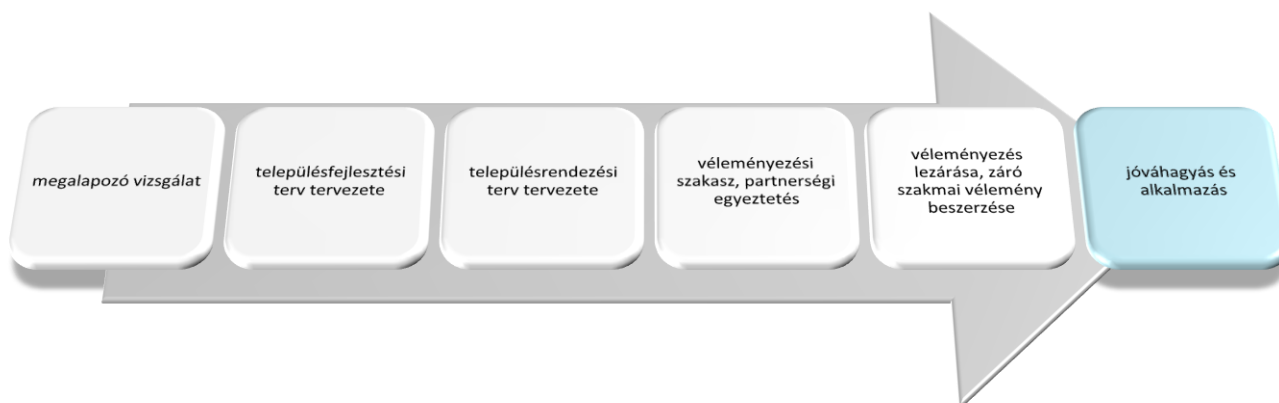 megalapozó vizsgálat
településfejlesztési
terv tervezete
településrendezési
terv tervezete
véleményezési
szakasz, partnerségi
egyeztetés
véleményezés
lezárása, záró
szakmai vélemény
beszerzése
jóváhagyás és
alkalmazás